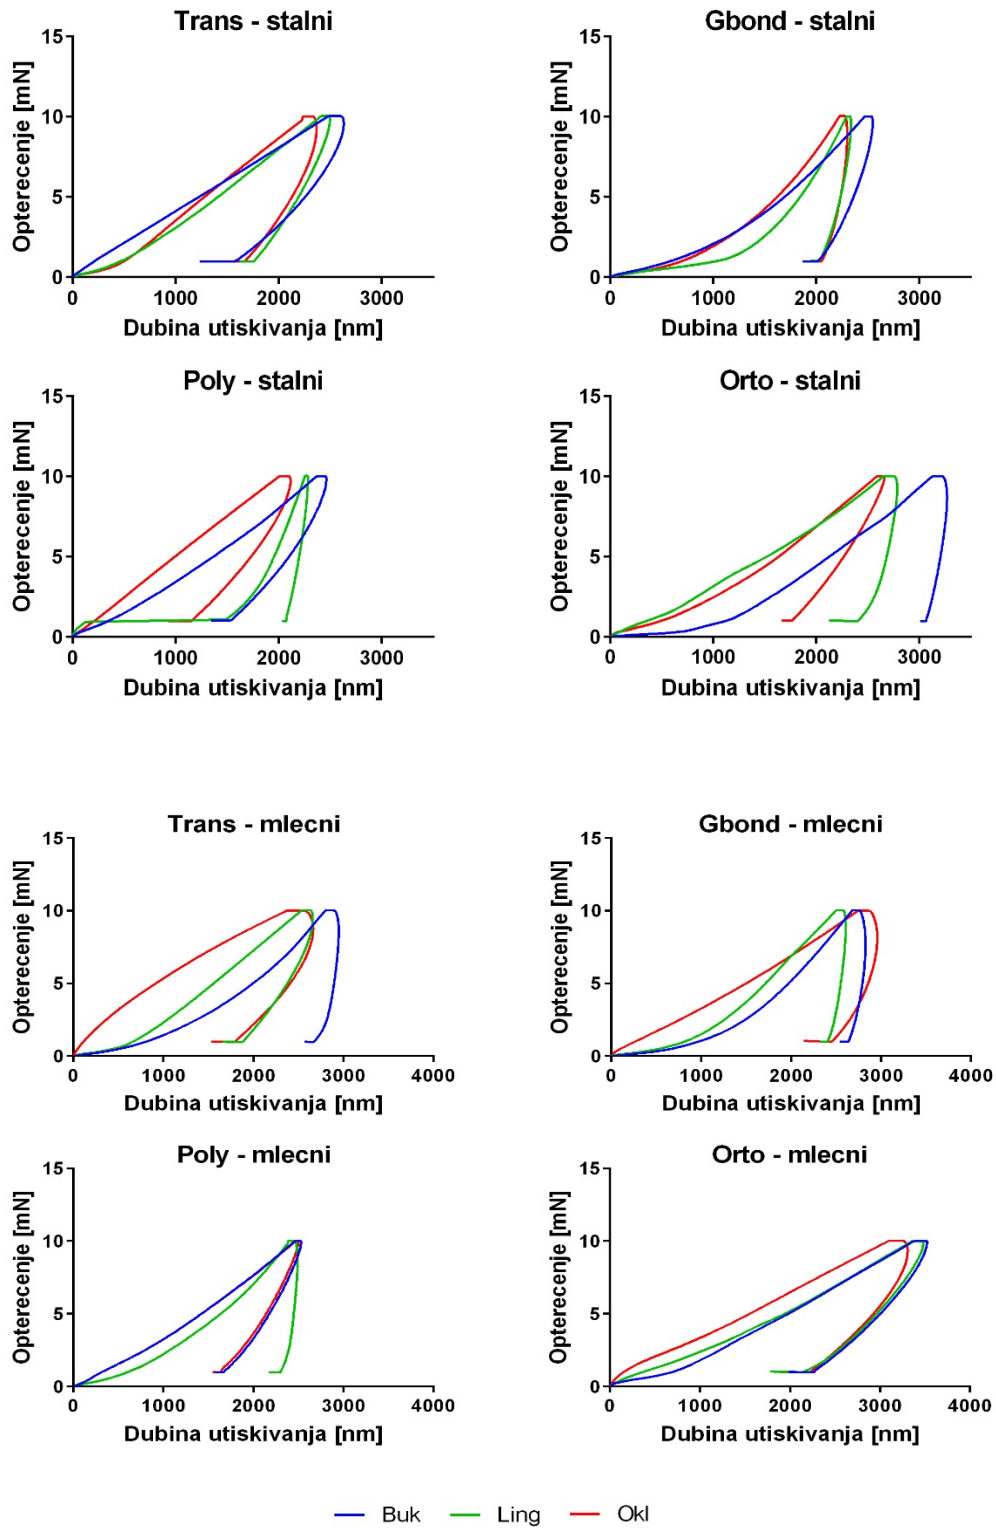 Trans - stalni
Opterecenje [mN]
15
10
5
0
0 1000 2000 3000
Dubina utiskivanja [nm]
Gbond - stalni
Opterecenje [mN]
15
10
5
0
0 1000 2000 3000
Dubina utiskivanja [nm]
Poly - stalni
Opterecenje [mN]
15
10
5
0
0 1000 2000 3000
Dubina utiskivanja [nm]
Orto - stalni
Opterecenje [mN]
15
10
5
0
0 1000 2000 3000
Dubina utiskivanja [nm]
Trans - mlecni
Opterecenje [mN]
15
10
5
0
0 1000 2000 3000 4000
Dubina utiskivanja [nm]
Gbond - mlecni
Opterecenje [mN]
15
10
5
0
0 1000 2000 3000 4000
Dubina utiskivanja [nm]
Poly - mlecni
Opterecenje [mN]
15
10
5
0
0 1000 2000 3000 4000
Dubina utiskivanja [nm]
Orto - mlecni
Opterecenje [mN]
15
10
5
0
0 1000 2000 3000 4000
Dubina utiskivanja [nm]
Buk Ling Okl